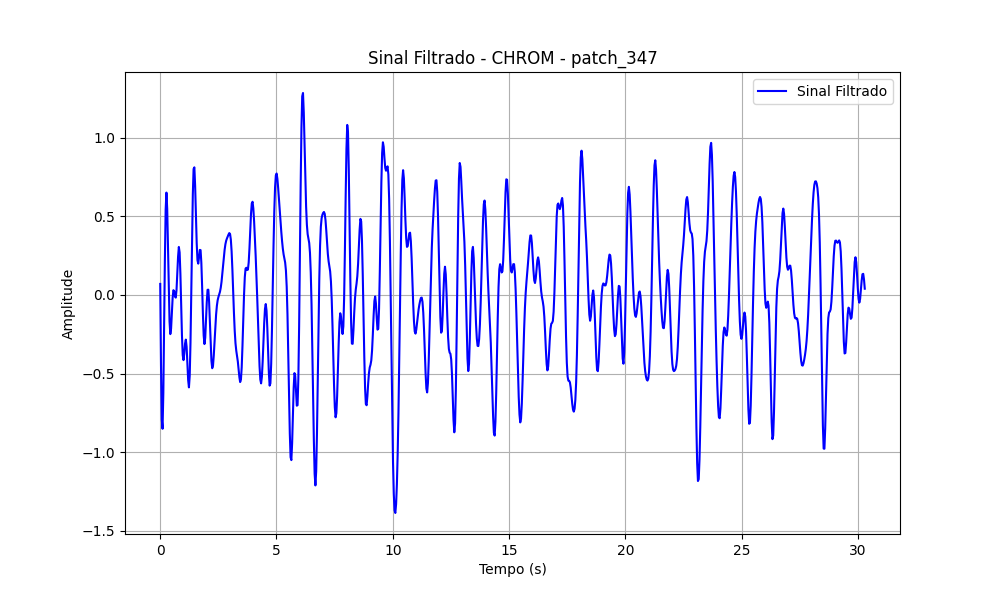 Sinal Filtrado - CHROM - patch_347
Sinal Filtrado
1.0
0.5
0.0
−0.5
−1.0
−1.5
Amplitude
0 5 10 15 20 25 30
Tempo (s)